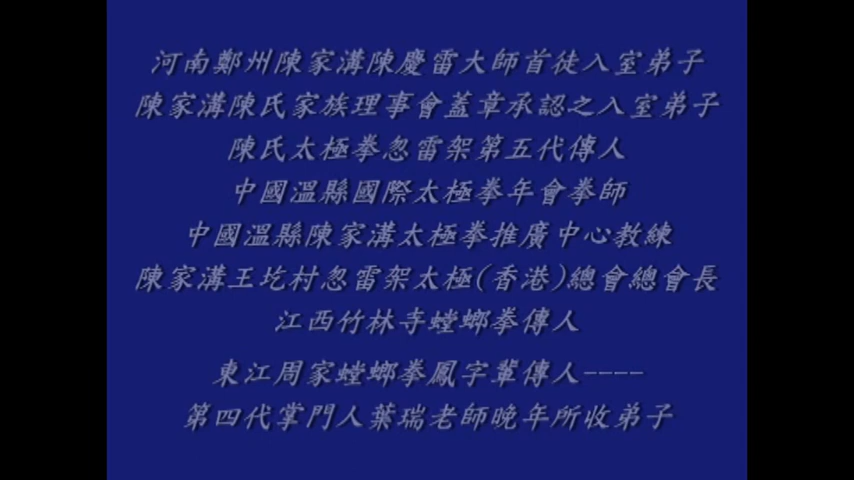 河南鄭州陳家溝陳慶雷大師首徒入室弟子
陳家溝陳氏家族理事會蓋章承認之入室弟子
陳氏太極拳忽雷架第五代傳人
中國溫縣國際太極拳年會拳師
中國溫縣陳家溝太極拳推廣中心教練
陳家溝王圪村忽雷架太極(香港)總會總會長
江西竹林寺螳螂拳傳人
東江周家螳螂拳鳳字輩傳人----
第四代掌門人葉瑞老師晚年所收弟子